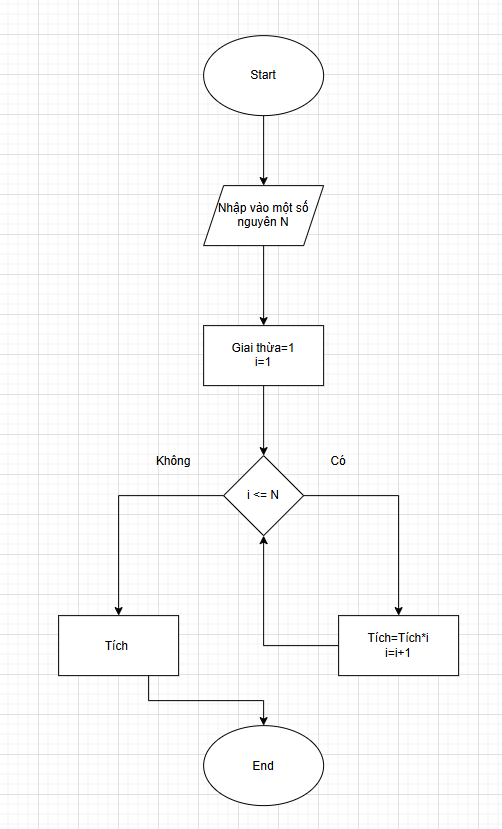 Start
Nhập vào một số
nguyên N
Giai thừa=1
i=1
Không
Có
i <= N
Tích
Tích=Tích*i
i=i+1
End